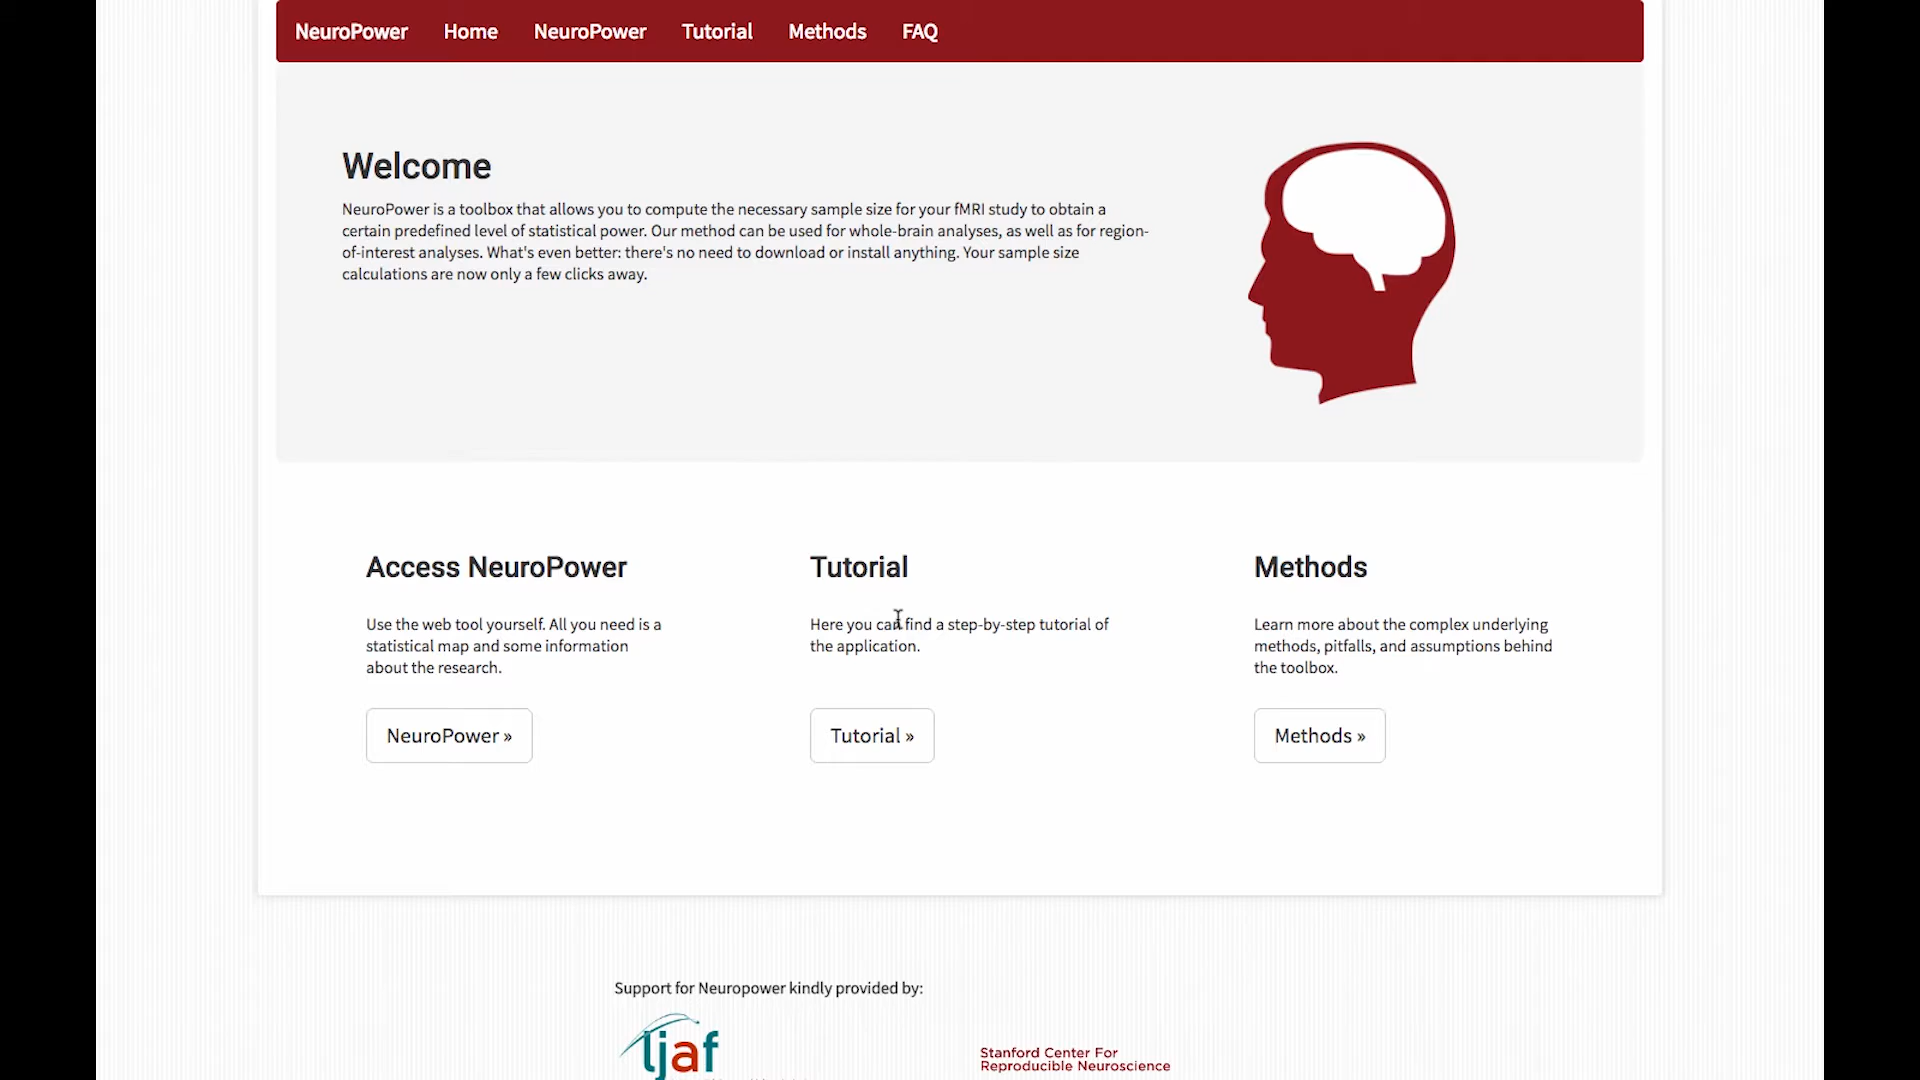 NeuroPower Home NeuroPower Tutorial Methods FAQ
Welcome
NeuroPower is a toolbox that allows you to compute the necessary sample size for your fMRI study to obtain a
certain predefined level of statistical power. Our method can be used for whole-brain analyses, as well as for region-
of-interest analyses. What's even better: there's no need to download or install anything. Your sample size
calculations are now only a few clicks away.
Access NeuroPower
Use the web tool yourself. All you need is a
statistical map and some information
about the research.
NeuroPower »
Tutorial
Here you can find a step-by-step tutorial of
the application.
Tutorial »
Methods
Learn more about the complex underlying
methods, pitfalls, and assumptions behind
the toolbox.
Methods »
Support for Neuropower kindly provided by:
ljaf
Stanford Center For
Reproducible Neuroscience